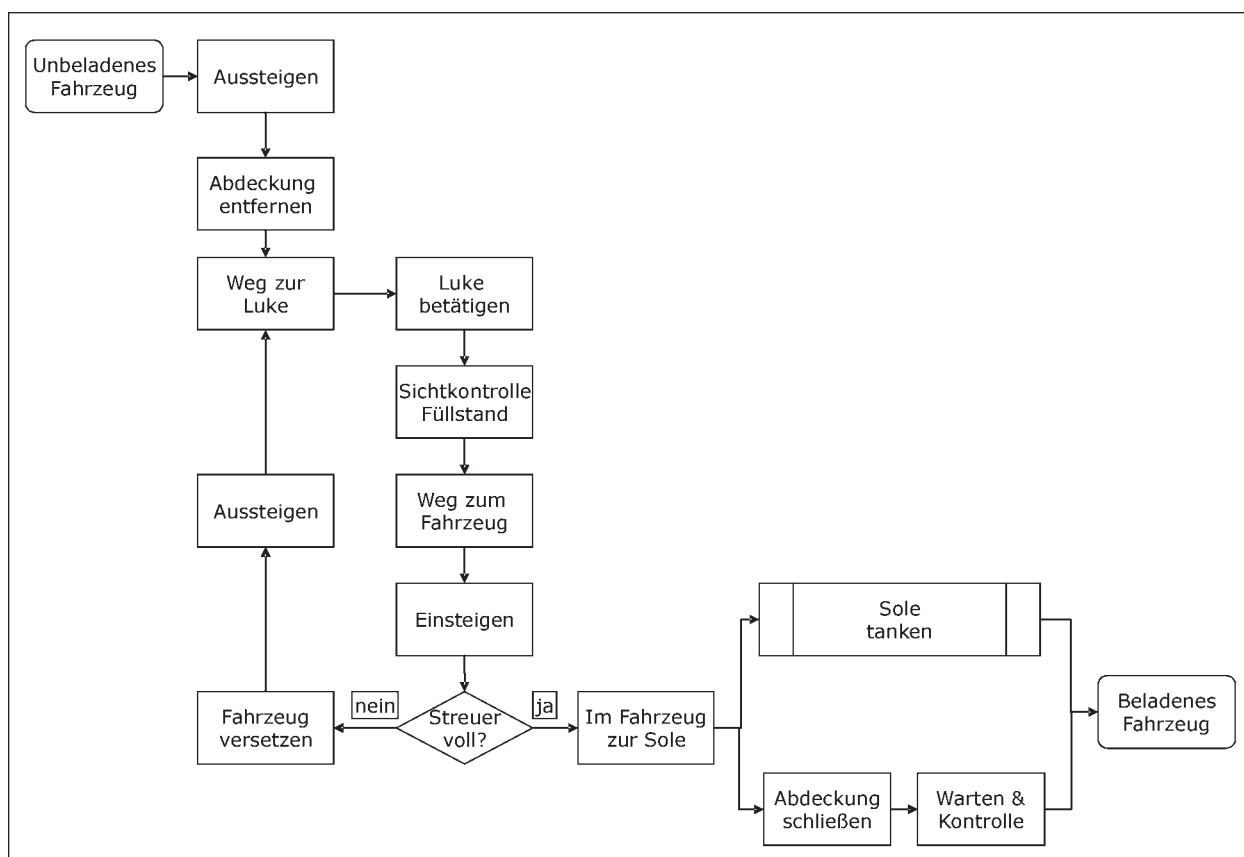 Unbeladenes
Fahrzeug
Aussteigen
Abdeckung
entfernen
Weg zur
Luke
Luke
betätigen
Sichtkontrolle
Füllstand
Weg zum
Fahrzeug
Aussteigen
Einsteigen
Sole
tanken
Fahrzeug
versetzen
nein
Streuer
voll?
ja
Im Fahrzeug
zur Sole
Beladenes
Fahrzeug
Abdeckung
schließen
Warten &
Kontrolle